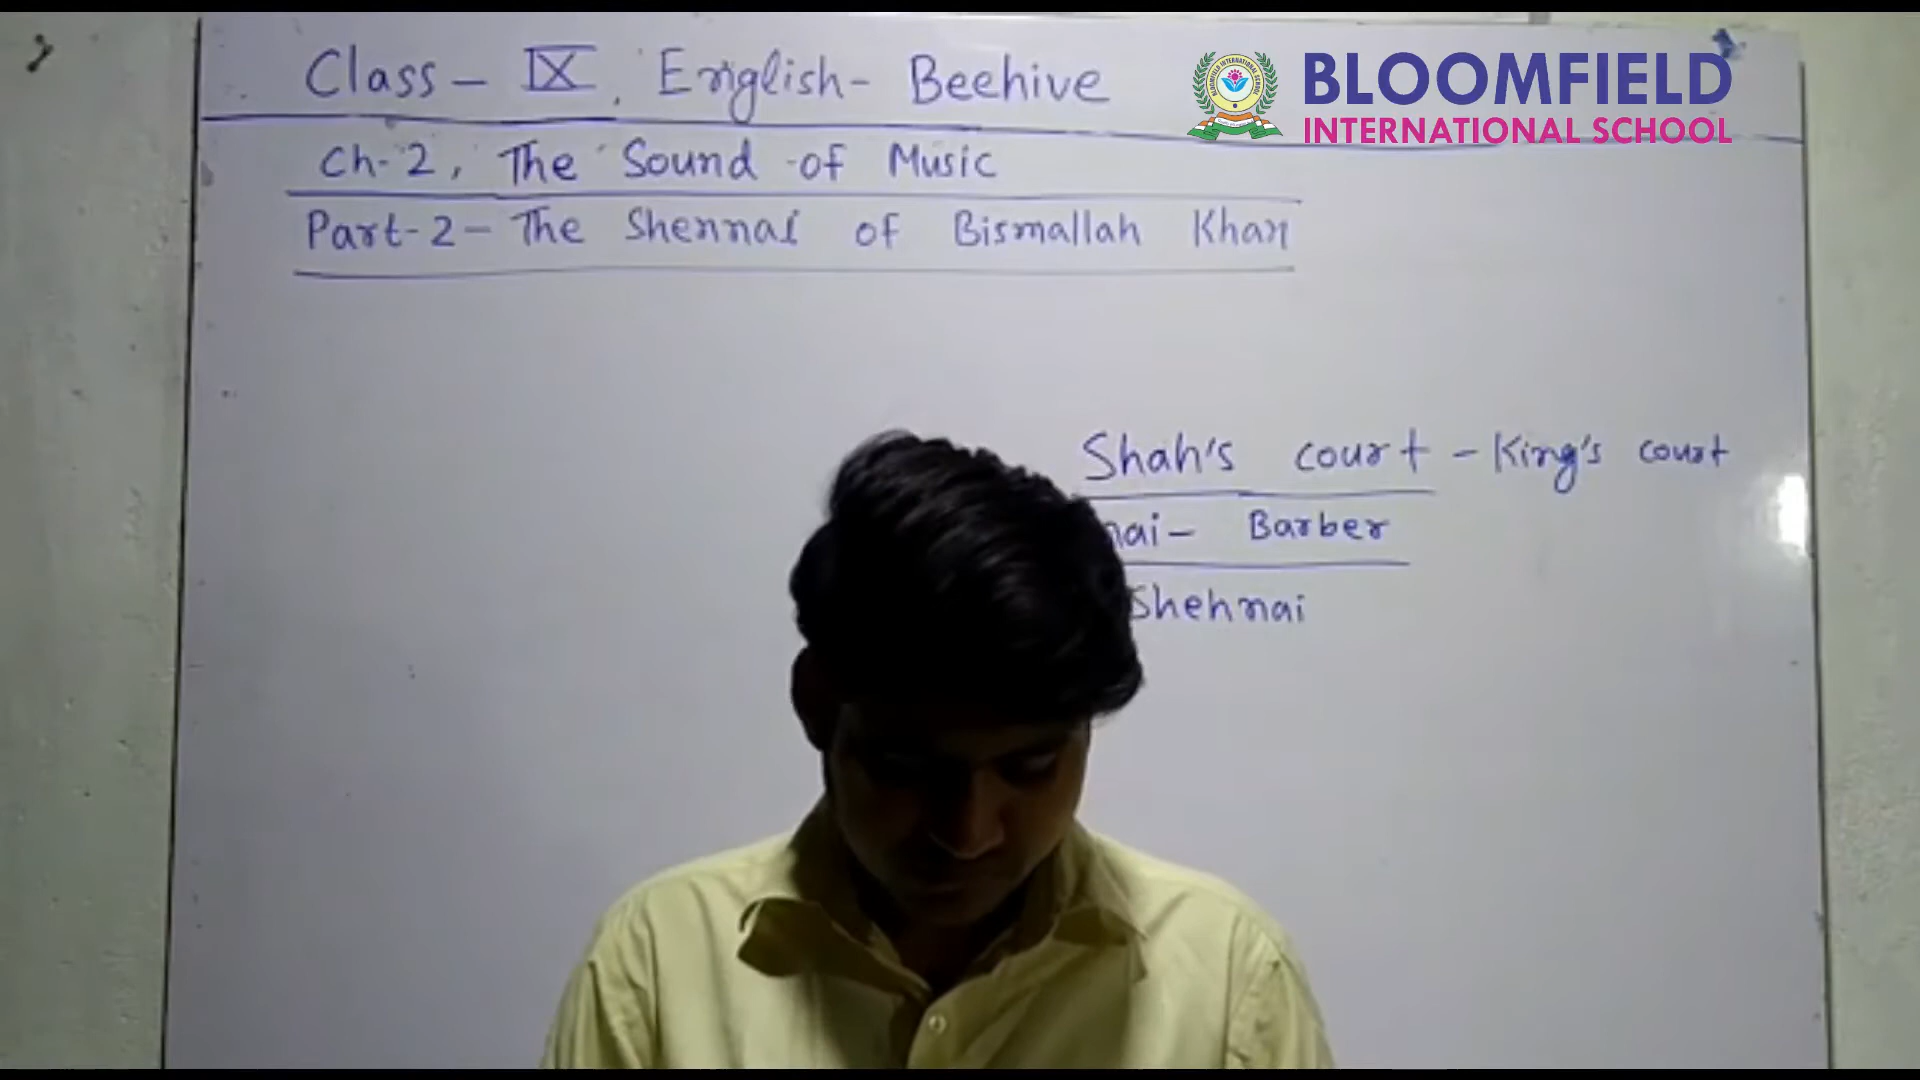 Class - IX, English - Beehive
BLOOMFIELD
INTERNATIONAL SCHOOL
Ch-2, The Sound of Music
Part-2 - The Shennai of Bismallah Khan
Shah's court - King's court
nai - Barber
Shehnai